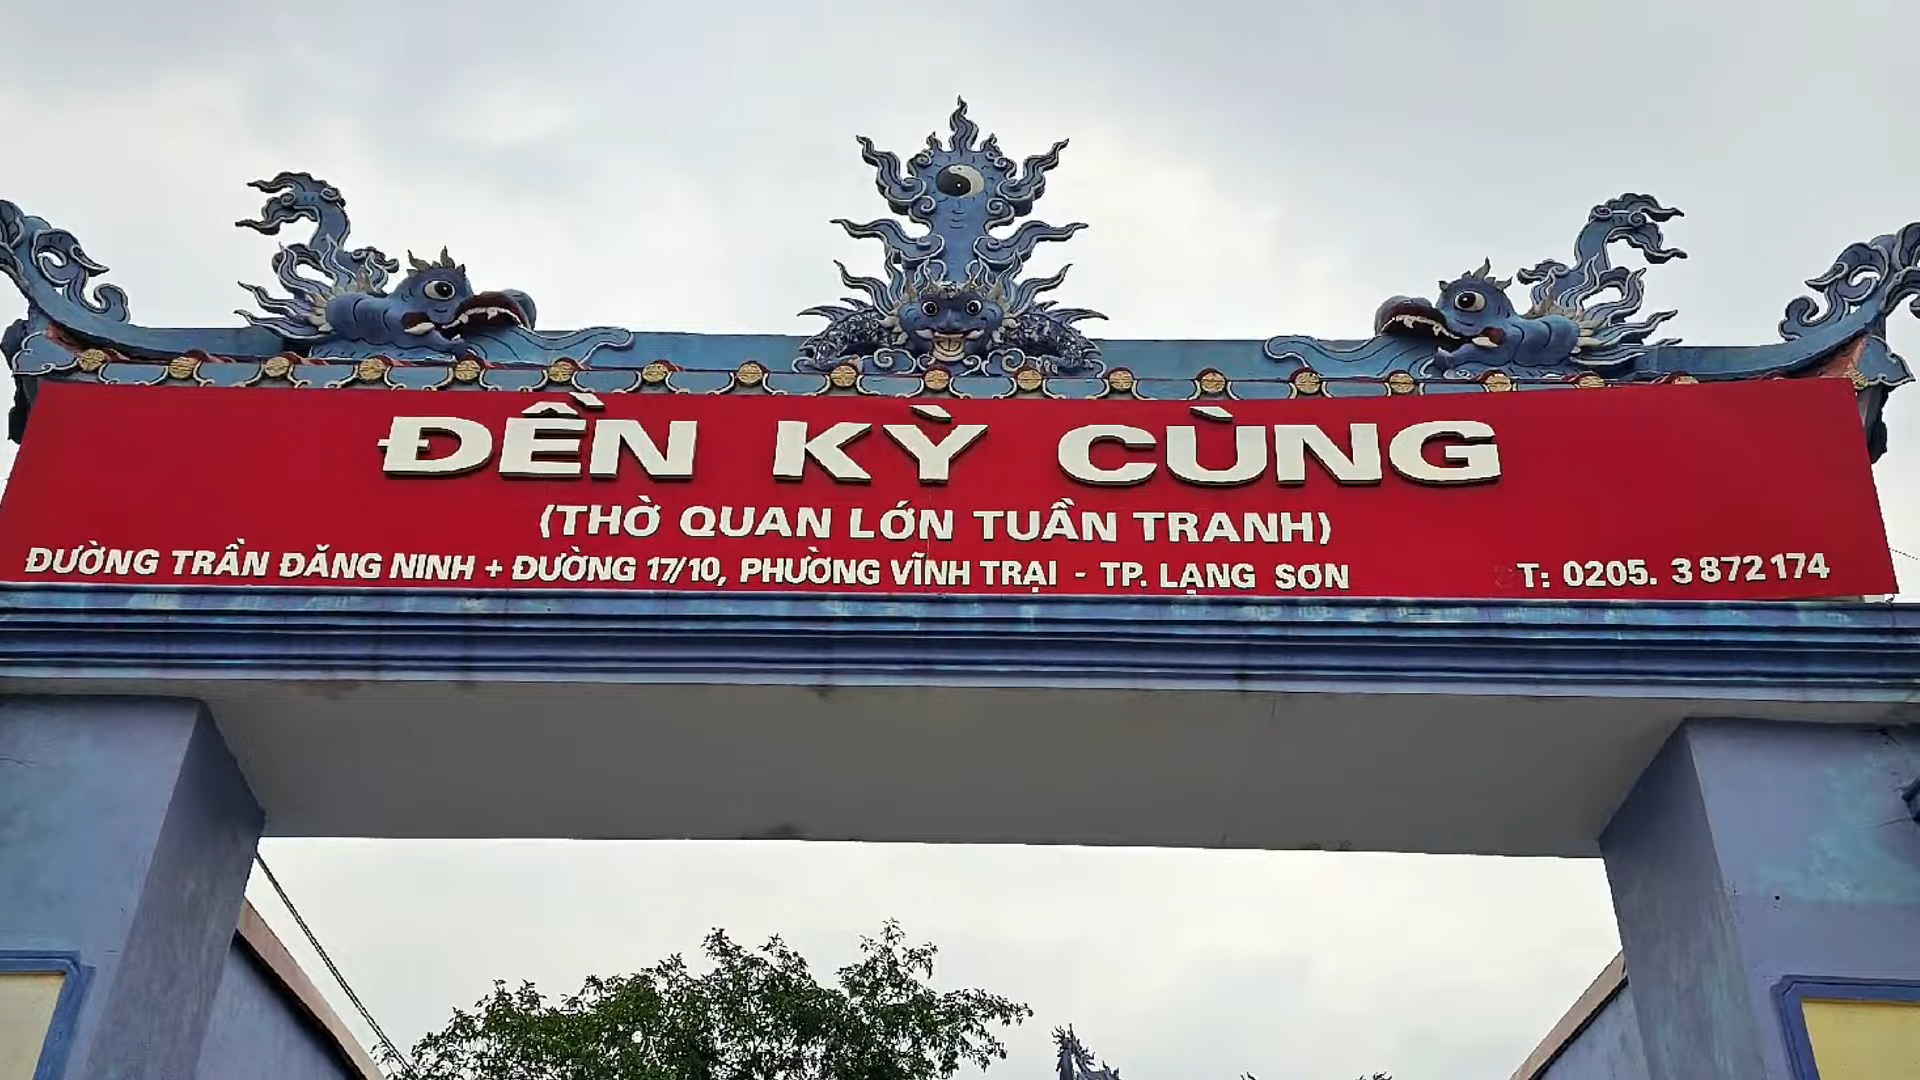 ĐỀN KỲ CÙNG
(THỜ QUAN LỚN TUẦN TRANH)
ĐƯỜNG TRẦN ĐĂNG NINH + ĐƯỜNG 17/10, PHƯỜNG VĨNH TRẠI - TP. LẠNG SƠN T: 0205. 3 872 174